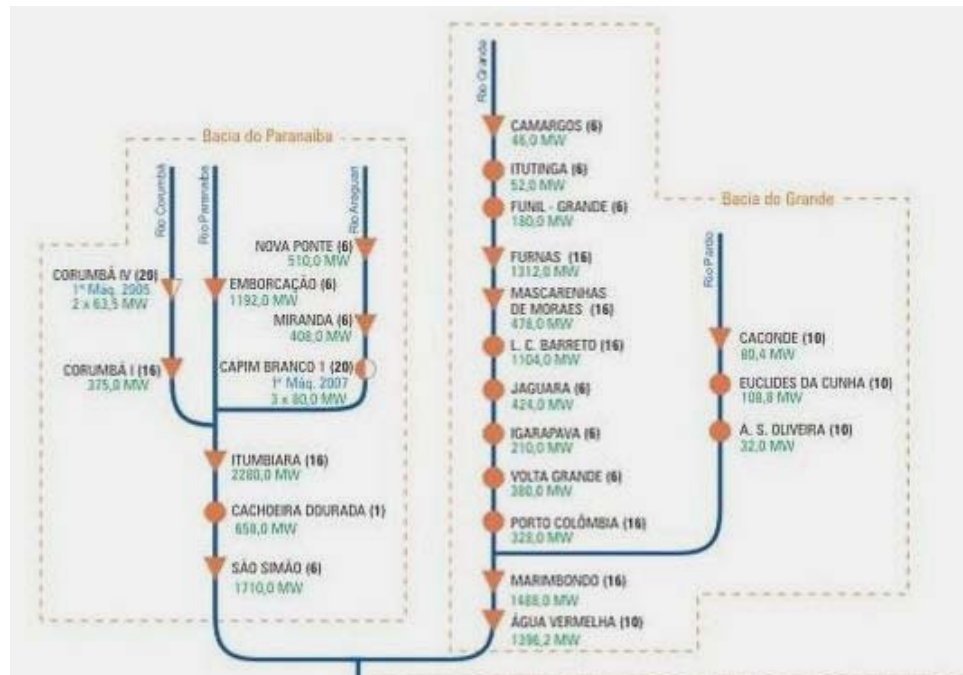 Bacia do Paranaíba
Rio Corumbá
Rio Paranaíba
Rio Araguari
NOVA PONTE (6)
510,0 MW
CORUMBÁ IV (20)
1ª Maq. 2005
2 x 63,5 MW
EMBORCAÇÃO (6)
1192,0 MW
MIRANDA (6)
408,0 MW
CORUMBÁ I (16)
375,0 MW
CAPIM BRANCO 1 (20)
1ª Máq. 2007
3 x 80,0 MW
ITUMBIARA (16)
2280,0 MW
CACHOEIRA DOURADA (1)
658,0 MW
SÃO SIMÃO (6)
1710,0 MW
Rio Grande
CAMARGOS (6)
46,0 MW
ITUTINGA (6)
52,0 MW
FUNIL - GRANDE (6)
180,0 MW
FURNAS (16)
1312,0 MW
MASCARENHAS
DE MORAES (16)
476,0 MW
L. C. BARRETO (16)
1104,0 MW
JAGUARA (6)
424,0 MW
IGARAPAVA (6)
210,0 MW
VOLTA GRANDE (6)
380,0 MW
PORTO COLÔMBIA (16)
328,0 MW
MARIMBONDO (16)
1488,0 MW
ÁGUA VERMELHA (10)
1396,2 MW
Bacia do Grande
Rio Pardo
CACONDE (10)
80,4 MW
EUCLIDES DA CUNHA (10)
108,8 MW
A. S. OLIVEIRA (10)
32,0 MW